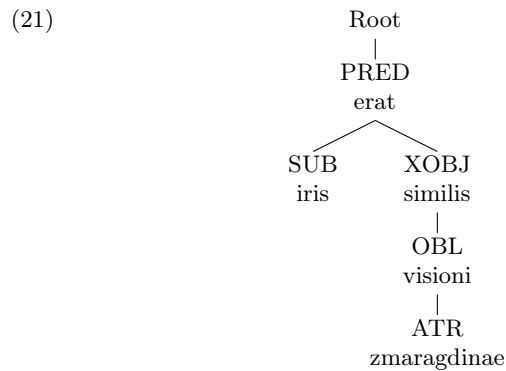 (21) Root
PRED
erat
SUB XOBJ
iris similis
OBL
visioni
ATR
zmaragdinae